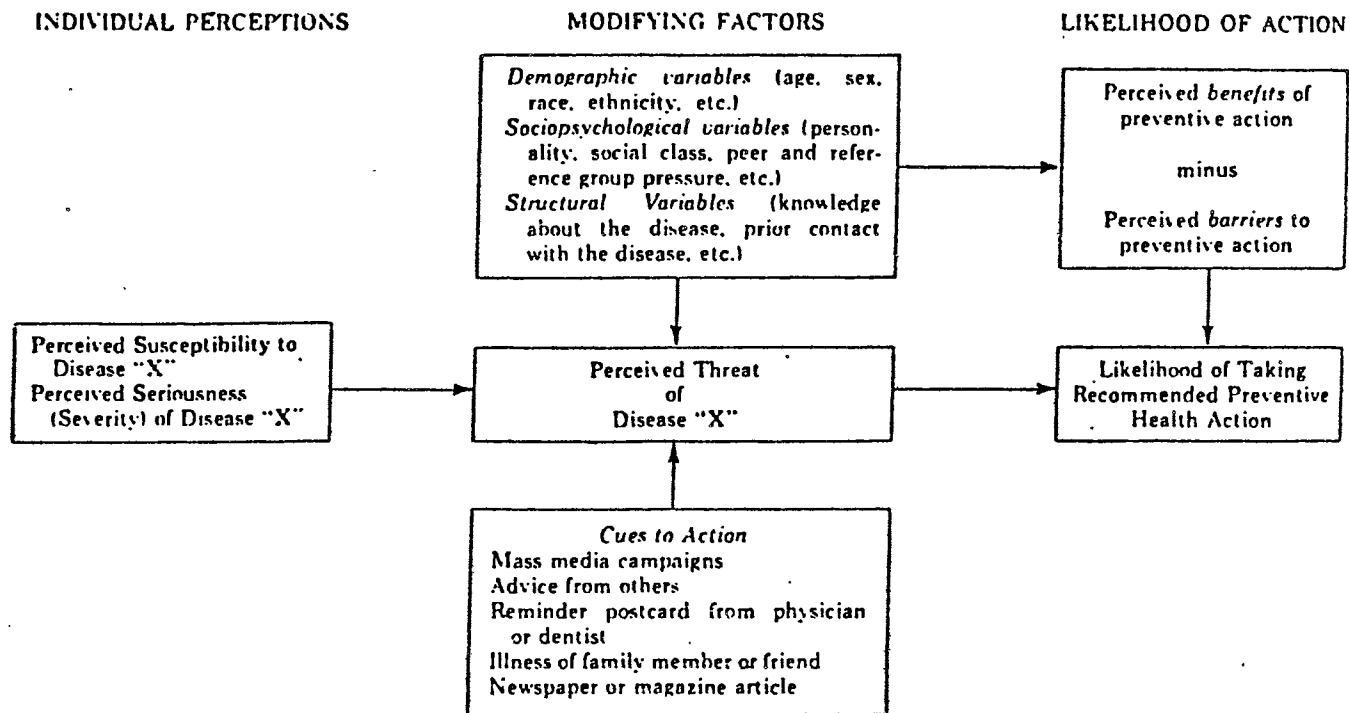 INDIVIDUAL PERCEPTIONS
MODIFYING FACTORS
LIKELIHOOD OF ACTION
Demographic variables (age, sex,
race, ethnicity, etc.)
Sociopsychological variables (person-
ality, social class, peer and refer-
ence group pressure, etc.)
Structural Variables (knowledge
about the disease, prior contact
with the disease, etc.)
Perceived benefits of
preventive action
minus
Perceived barriers to
preventive action
Perceived Susceptibility to
Disease "X"
Perceived Seriousness
(Severity) of Disease "X"
Perceived Threat
of
Disease "X"
Likelihood of Taking
Recommended Preventive
Health Action
Cues to Action
Mass media campaigns
Advice from others
Reminder postcard from physician
or dentist
Illness of family member or friend
Newspaper or magazine article